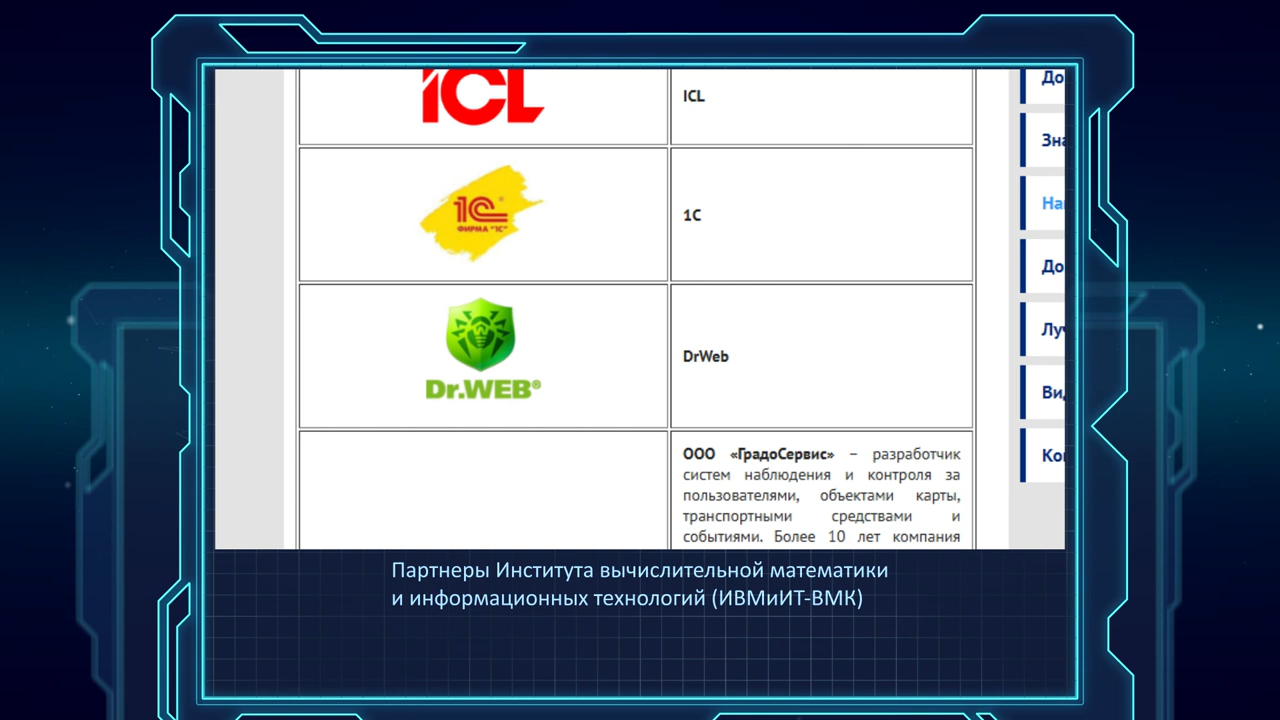 ICL
ICL
1С
ФИРМА "1С"
1С
Dr.WEB®
DrWeb
ООО «ГрадоСервис» – разработчик
систем наблюдения и контроля за
пользователями, объектами карты,
транспортными средствами и
событиями. Более 10 лет компания
До
Зна
На
До
Лу
Ви
Ко
Партнеры Института вычислительной математики
и информационных технологий (ИВМиИТ-ВМК)